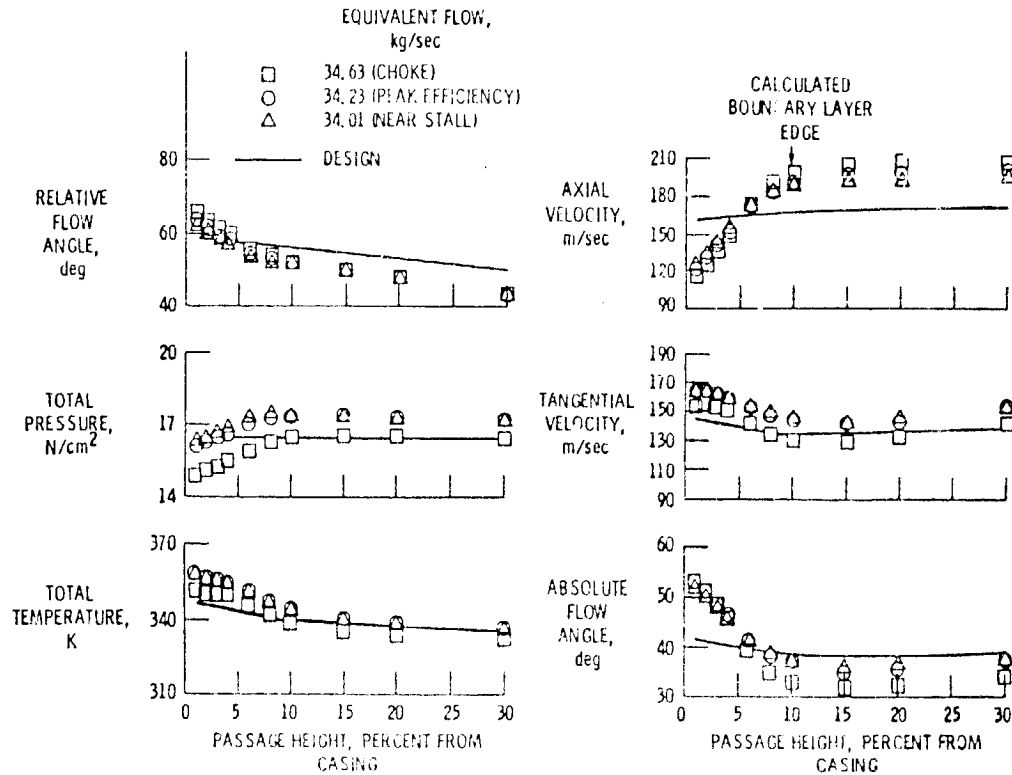 EQUIVALENT FLOW,
kg/sec
34.63 (CHOKE)
34.23 (PEAK EFFICIENCY)
34.01 (NEAR STALL)
DESIGN
80
60
40
RELATIVE
FLOW
ANGLE,
deg
CALCULATED
BOUNDARY LAYER
EDGE
210
180
150
120
90
AXIAL
VELOCITY,
m/sec
20
17
14
TOTAL
PRESSURE,
N/cm2
190
170
150
130
110
90
TANGENTIAL
VELOCITY,
m/sec
370
340
310
TOTAL
TEMPERATURE,
K
0 5 10 15 20 25 30
PASSAGE HEIGHT, PERCENT FROM
CASING
60
50
40
30
ABSOLUTE
FLOW
ANGLE,
deg
0 5 10 15 20 25 30
PASSAGE HEIGHT, PERCENT FROM
CASING